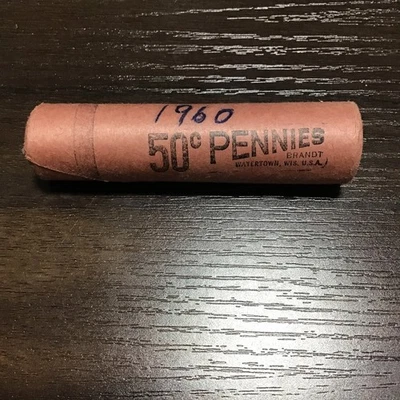 1960
50¢ PENNIES
BRANDT
WATERTOWN, WIS. U.S.A.